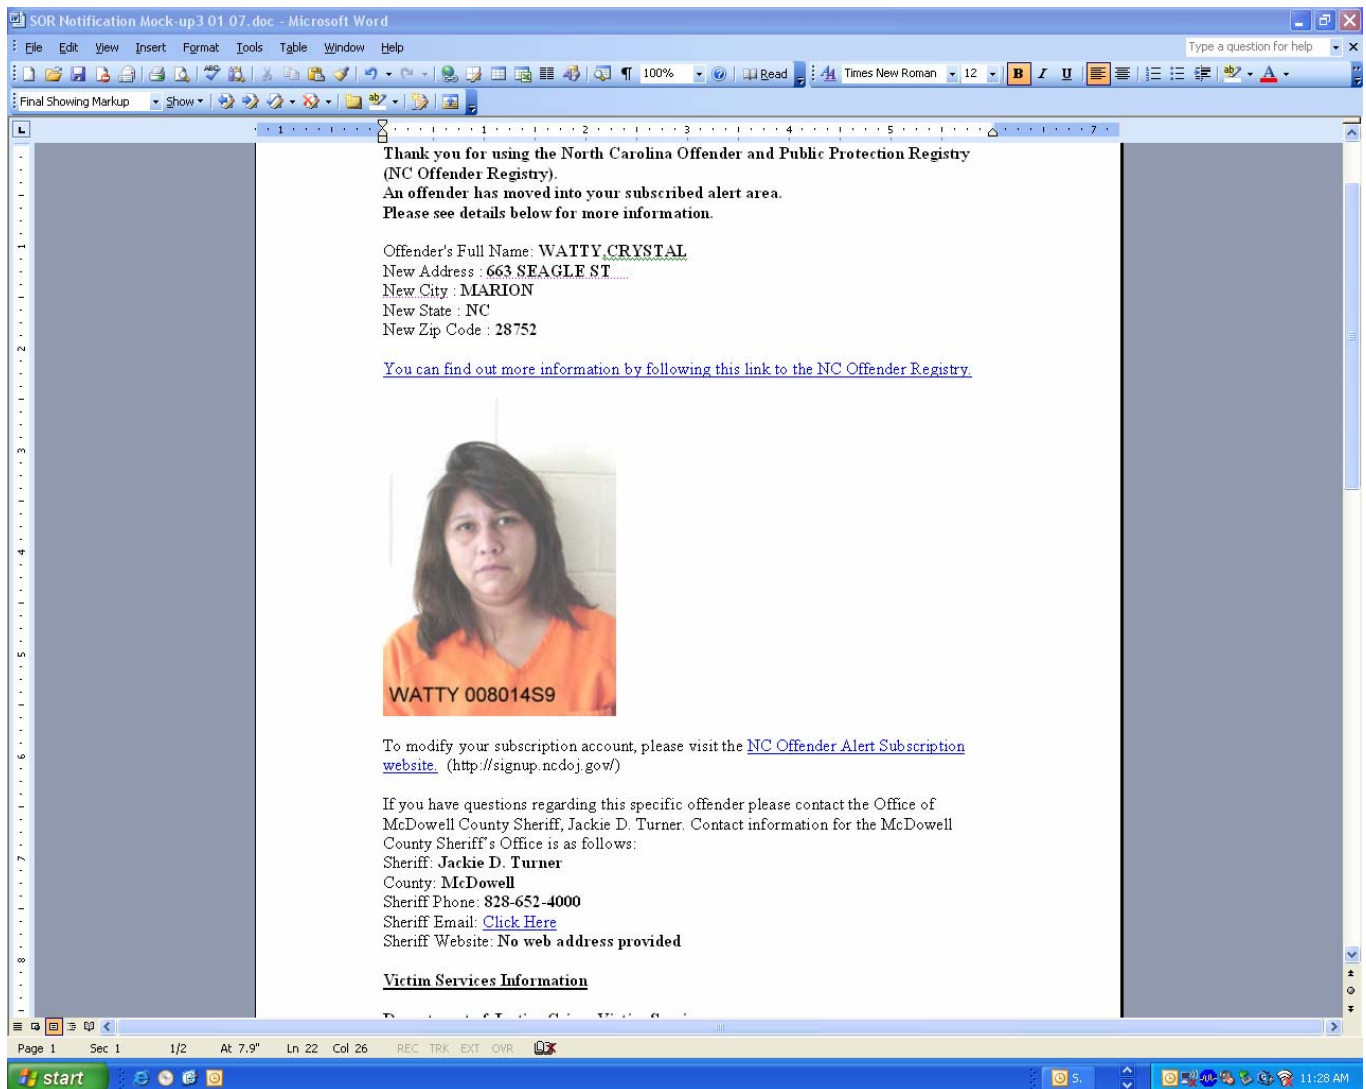 SOR Notification Mock-up3 01 07.doc - Microsoft Word
File Edit View Insert Format Tools Table Window Help
Type a question for help
100% Read Times New Roman 12 B I U
Final Showing Markup Show
1 1 2 3 4 5 7
Thank you for using the North Carolina Offender and Public Protection Registry
(NC Offender Registry).
An offender has moved into your subscribed alert area.
Please see details below for more information.
Offender's Full Name: WATTY,CRYSTAL
New Address : 663 SEAGLE ST
New City : MARION
New State : NC
New Zip Code : 28752
You can find out more information by following this link to the NC Offender Registry.
WATTY 008014S9
To modify your subscription account, please visit the NC Offender Alert Subscription
website. (http://signup.ncdoj.gov/)
If you have questions regarding this specific offender please contact the Office of
McDowell County Sheriff, Jackie D. Turner. Contact information for the McDowell
County Sheriff's Office is as follows:
Sheriff: Jackie D. Turner
County: McDowell
Sheriff Phone: 828-652-4000
Sheriff Email: Click Here
Sheriff Website: No web address provided
Victim Services Information
Page 1 Sec 1 1/2 At 7.9" Ln 22 Col 26 REC TRK EXT OVR
start 5. 11:28 AM